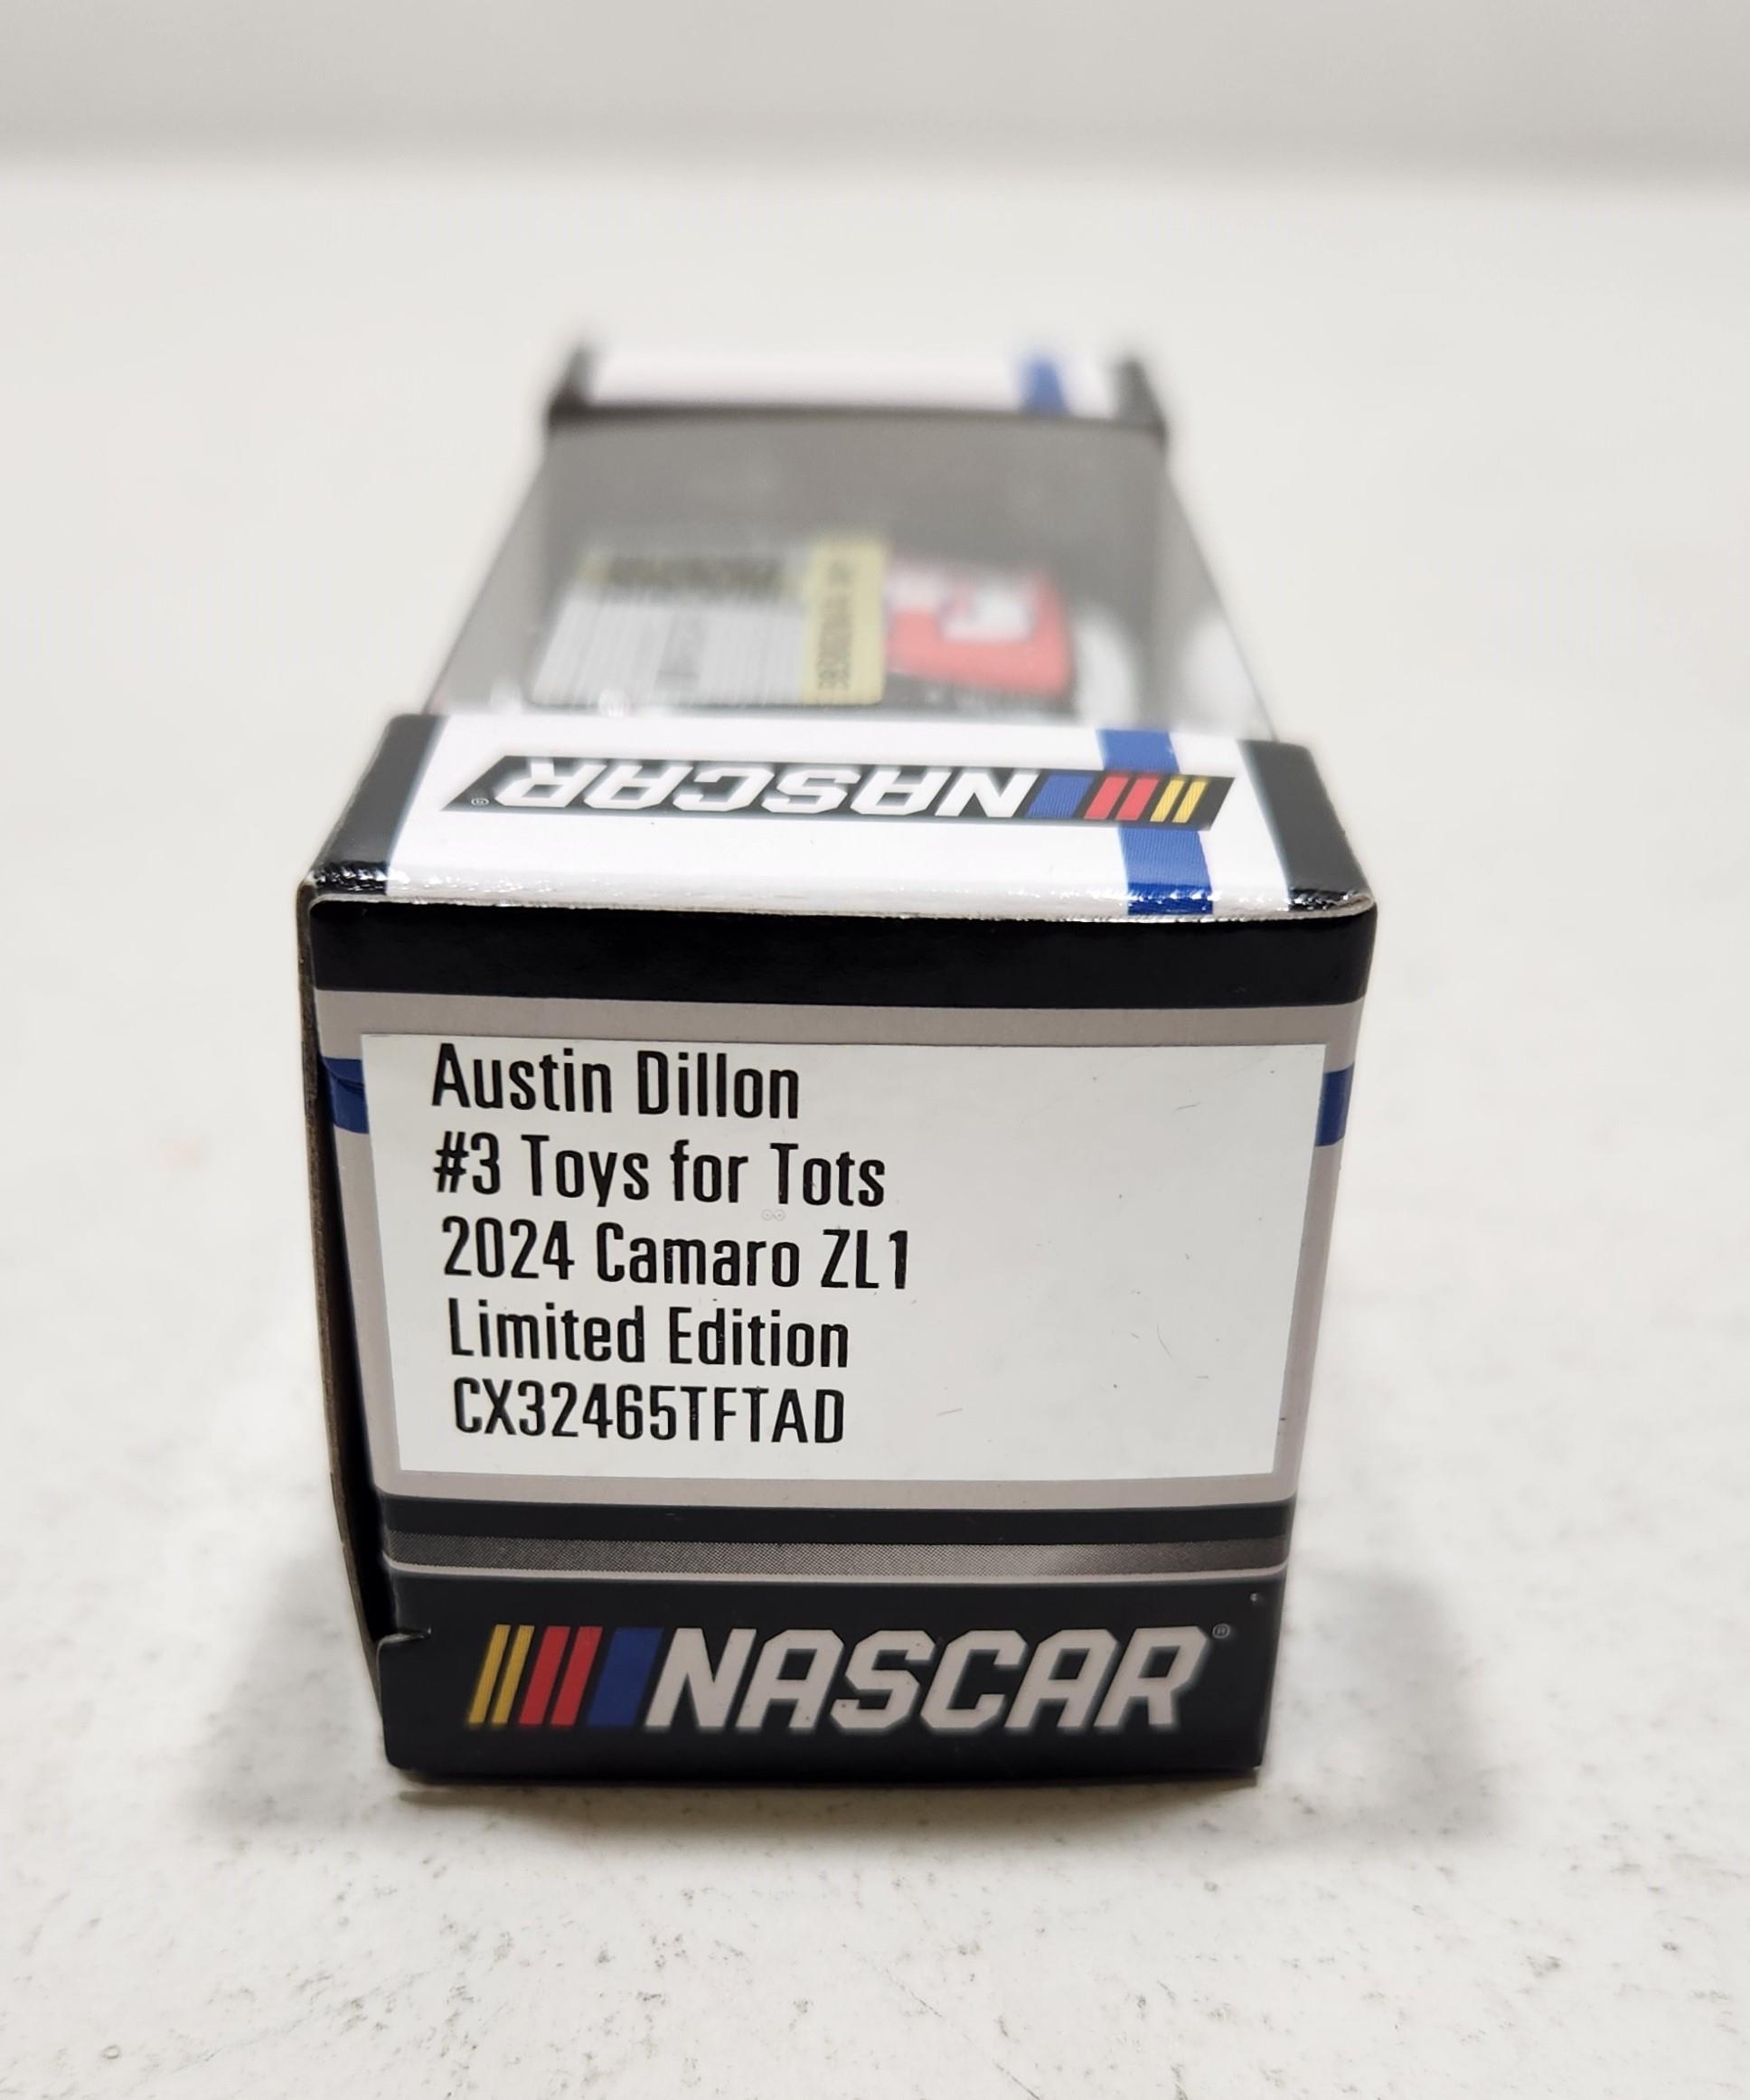 NASCAR®
Austin Dillon
#3 Toys for Tots
2024 Camaro ZL1
Limited Edition
CX32465TFTAD
NASCAR®